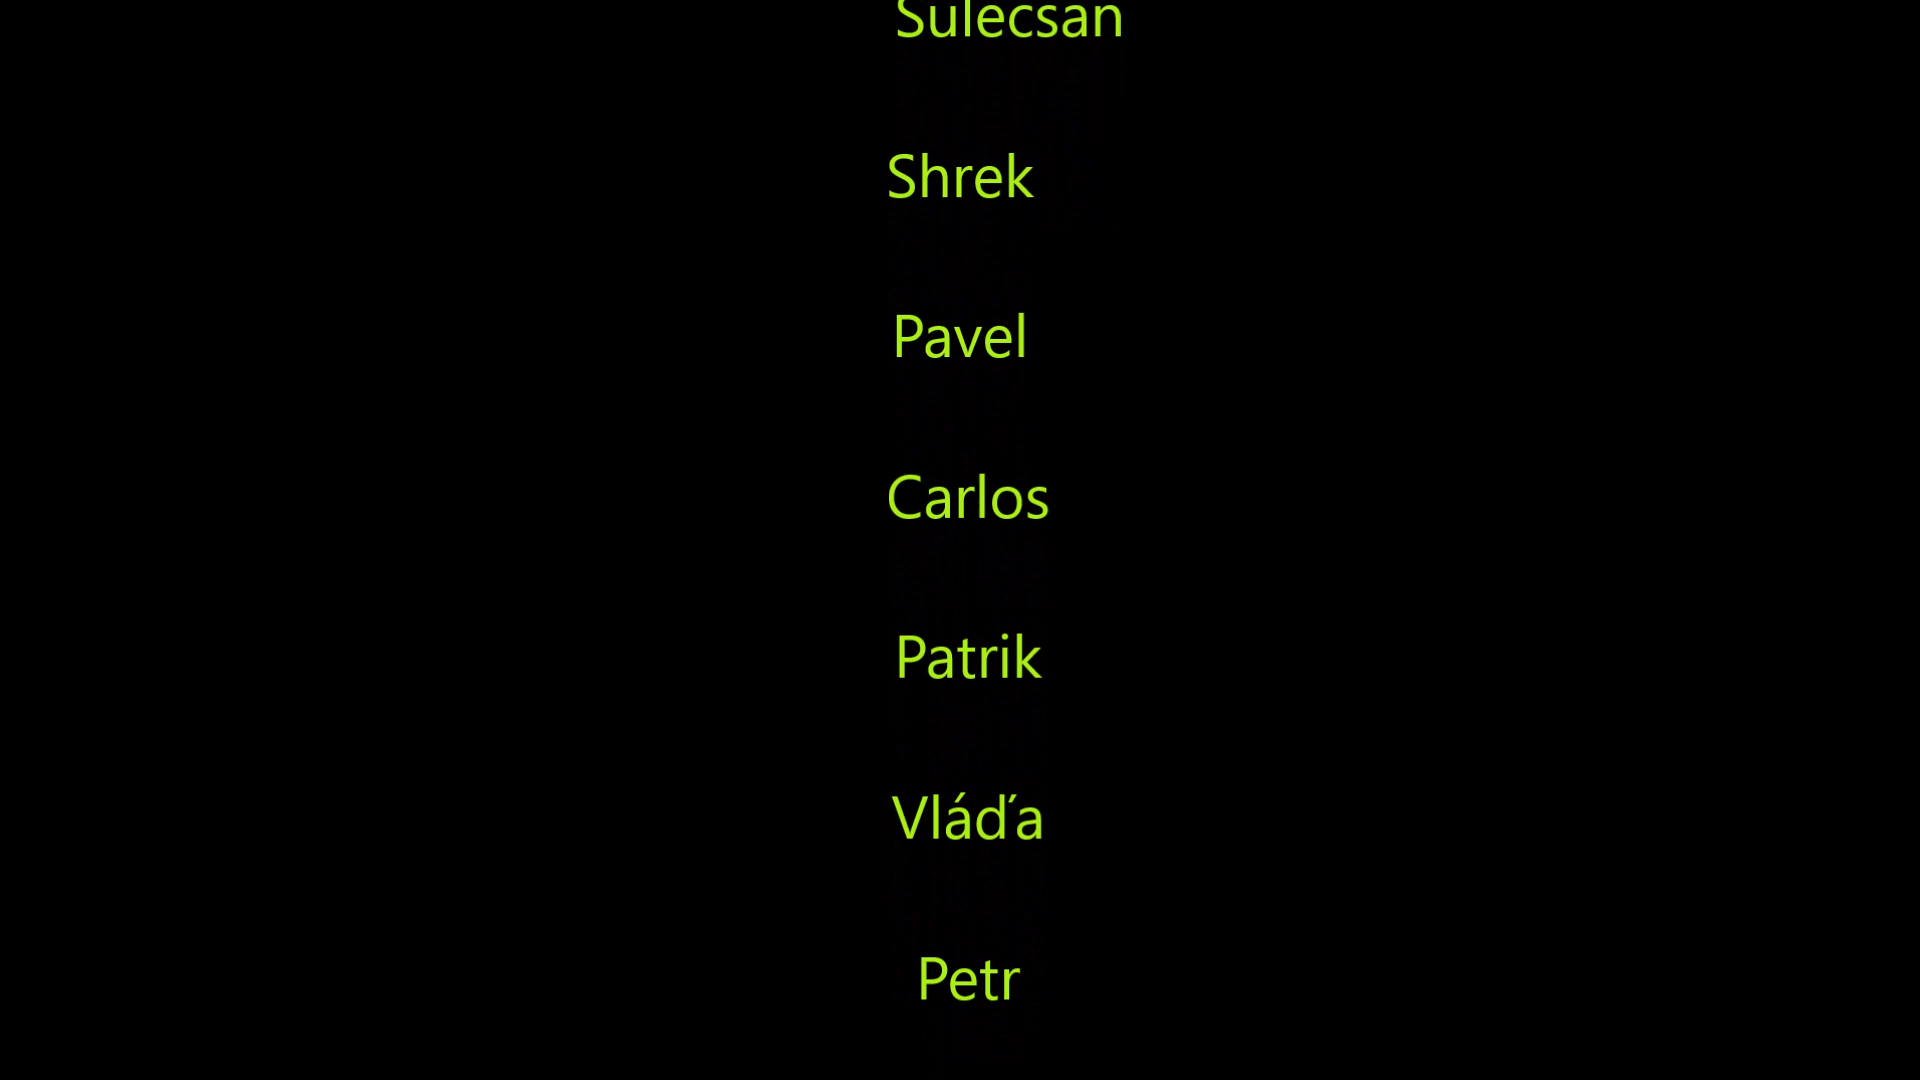 Sulecsan
Shrek
Pavel
Carlos
Patrik
Vláďa
Petr